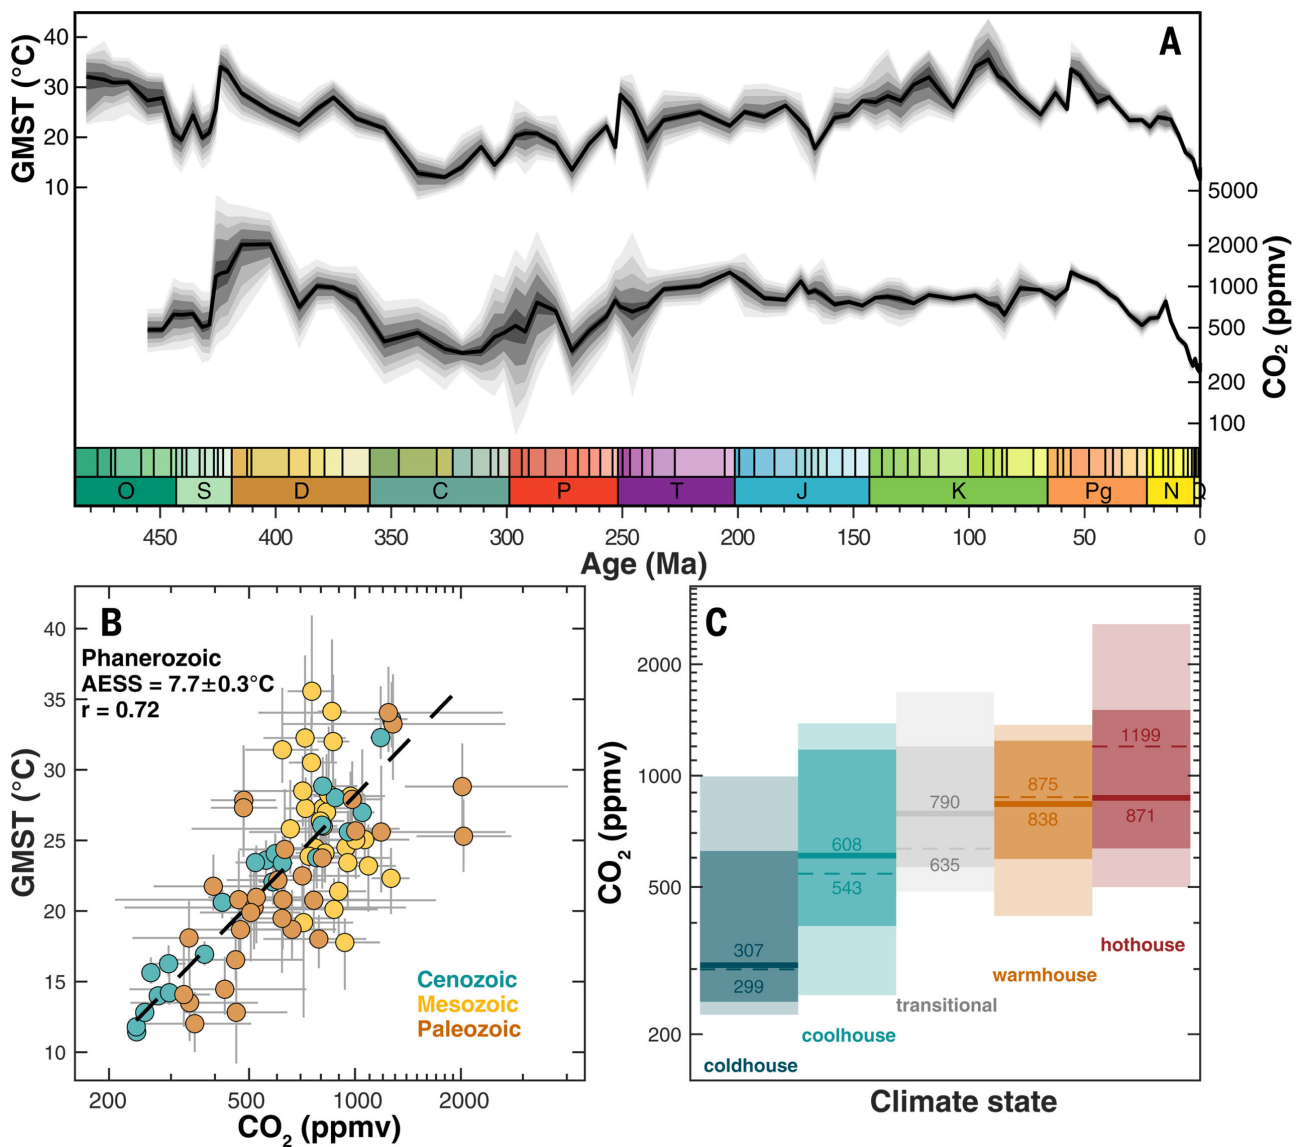 A
GMST (°C)
40
30
20
10
CO2 (ppmv)
5000
2000
1000
500
200
100
O S D C P T J K Pg N Q
450 400 350 300 250 200 150 100 50 0
Age (Ma)
B
Phanerozoic
AESS = 7.7±0.3°C
r = 0.72
GMST (°C)
40
35
30
25
20
15
10
Cenozoic
Mesozoic
Paleozoic
200 500 1000 2000
CO2 (ppmv)
C
CO2 (ppmv)
2000
1000
500
200
307
299
coldhouse
608
543
coolhouse
790
635
transitional
875
838
warmhouse
1199
871
hothouse
Climate state